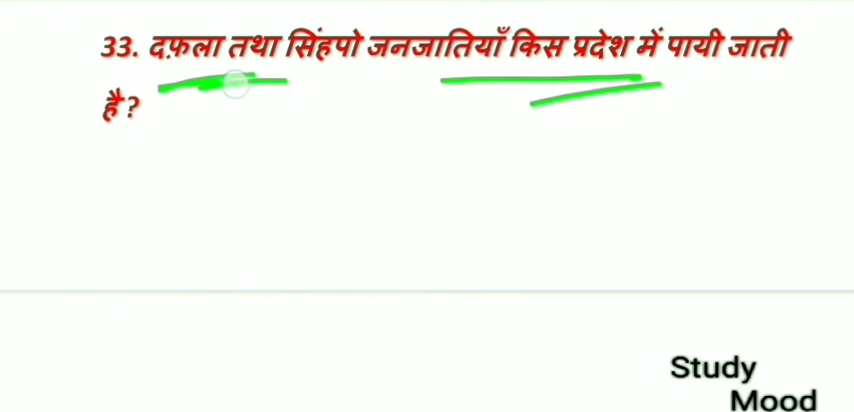 33. दफ़ला तथा सिंहपो जनजातियाँ किस प्रदेश में पायी जाती
हैं ?
Study
Mood